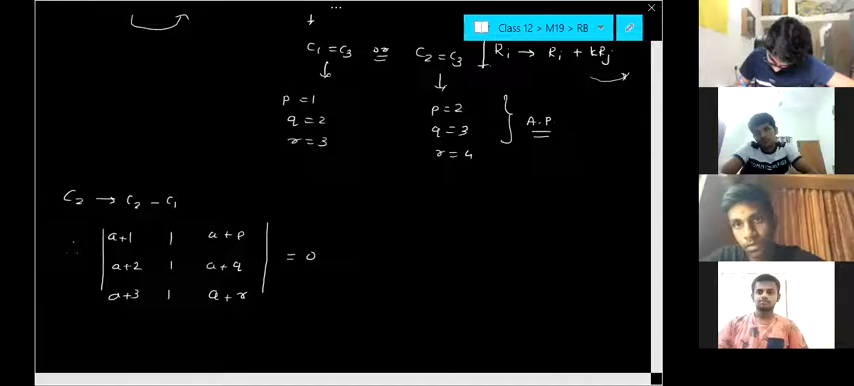 ...
Class 12 > M19 > RB
C₁ = C₃ or C₂ = C₃ Rᵢ → Rᵢ + kRⱼ
p = 1
q = 2
r = 3
p = 2
q = 3
r = 4
A.P
C₂ → C₂ - C₁
∴ | a+1 1 a+p |
| a+2 1 a+q | = 0
| a+3 1 a+r |